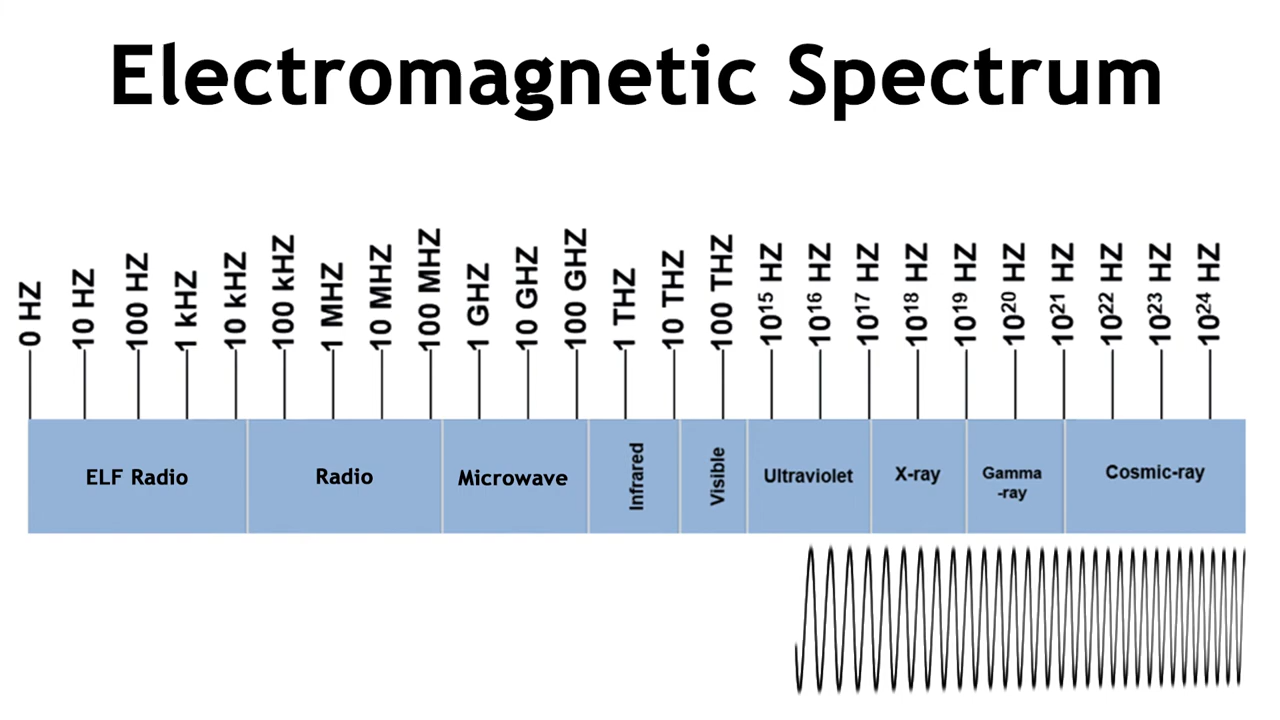 Electromagnetic Spectrum
0 HZ
10 HZ
100 HZ
1 kHZ
10 kHZ
100 kHZ
1 MHZ
10 MHZ
100 MHZ
1 GHZ
10 GHZ
100 GHZ
1 THZ
10 THZ
100 THZ
10¹⁵ HZ
10¹⁶ HZ
10¹⁷ HZ
10¹⁸ HZ
10¹⁹ HZ
10²⁰ HZ
10²¹ HZ
10²² HZ
10²³ HZ
10²⁴ HZ
ELF Radio
Radio
Microwave
Infrared
Visible
Ultraviolet
X-ray
Gamma
-ray
Cosmic-ray